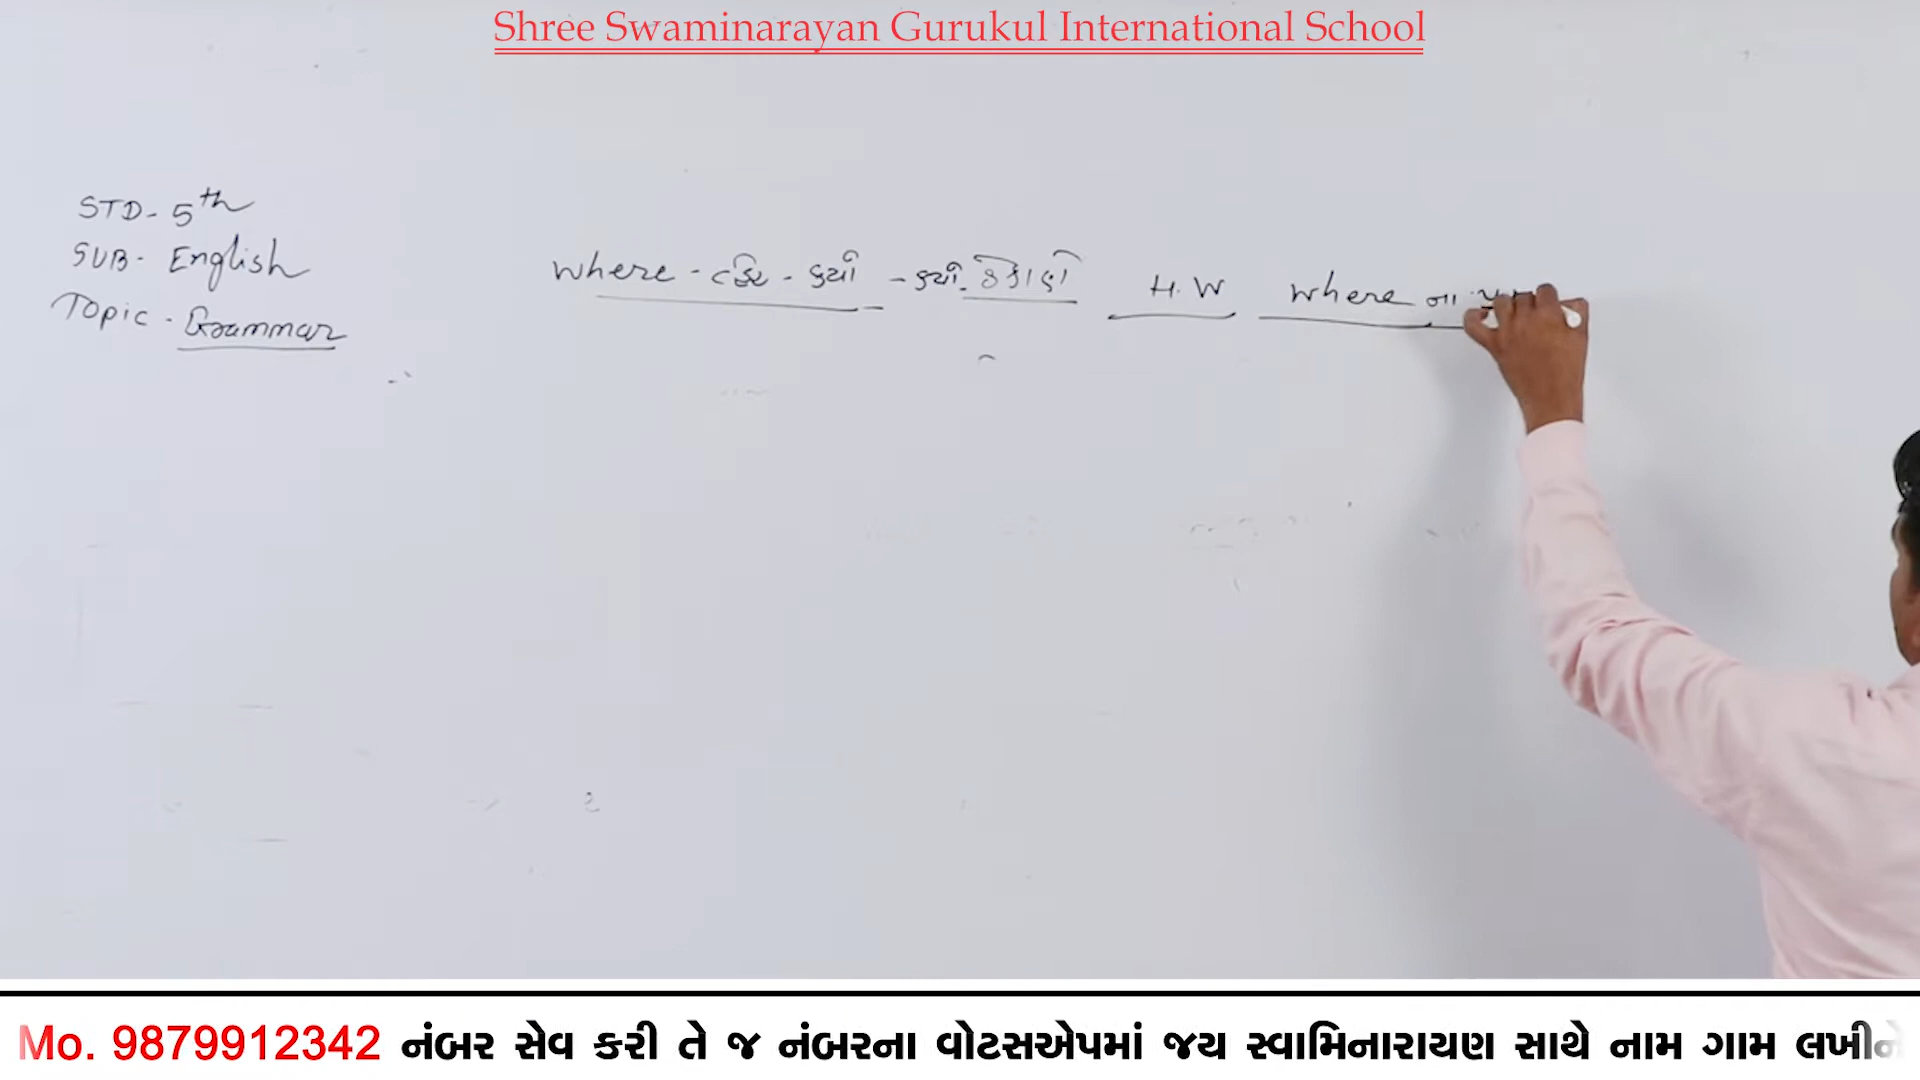 Shree Swaminarayan Gurukul International School
STD- 5th
SUB- English
Topic - Grammar
where - વ્હેર - ક્યાં - ક્યાં. ઠેકાણે
H.W where ના
Mo. 9879912342 નંબર સેવ કરી તે જ નંબરના વોટસએપમાં જય સ્વામિનારાયણ સાથે નામ ગામ લખીને